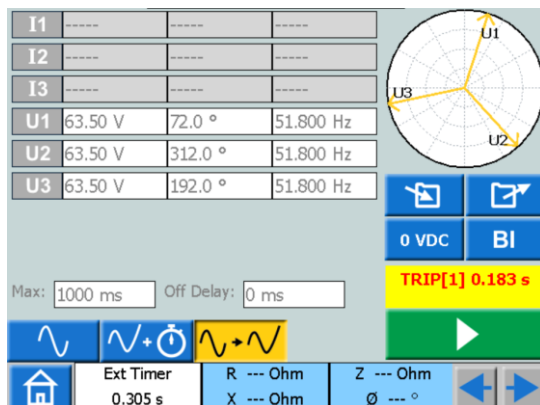 I1 ----- ----- -----
I2 ----- ----- -----
I3 ----- ----- -----
U1 63.50 V 72.0 ° 51.800 Hz
U2 63.50 V 312.0 ° 51.800 Hz
U3 63.50 V 192.0 ° 51.800 Hz
U1
U3
U2
0 VDC BI
TRIP[1] 0.183 s
Max: 1000 ms Off Delay: 0 ms
Ext Timer R --- Ohm Z --- Ohm
0.305 s X --- Ohm Ø --- °